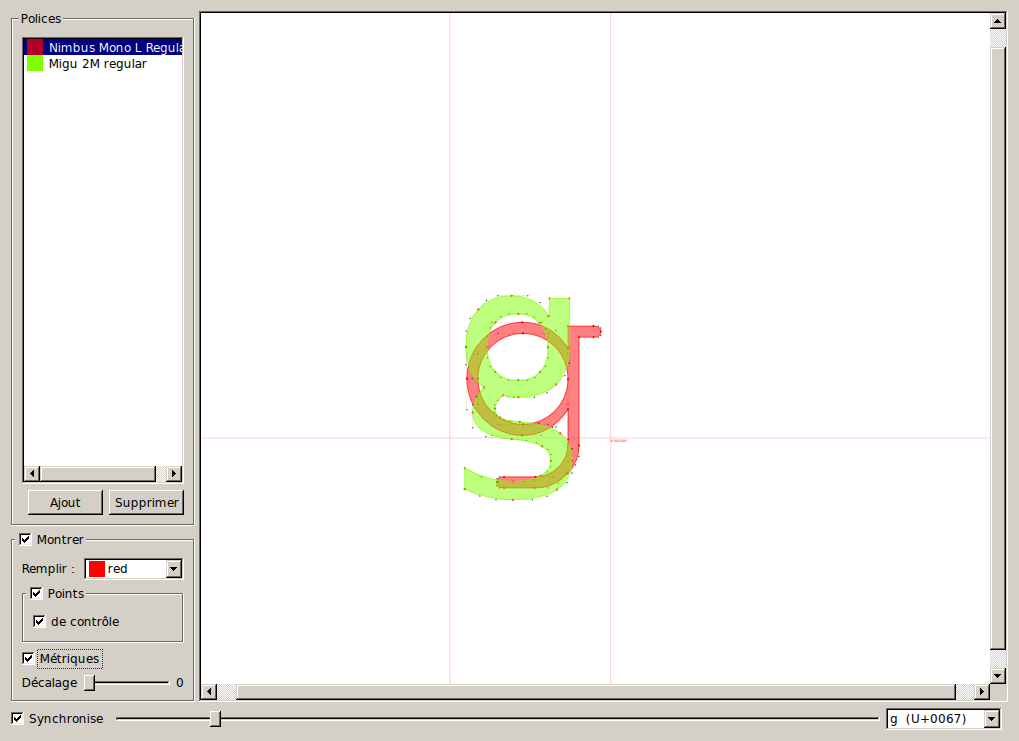 Polices
Nimbus Mono L Regula
Migu 2M regular
Ajout
Supprimer
Montrer
Remplir :
red
Points
de contrôle
Métriques
Décalage
0
Synchronise
g (U+0067)
g